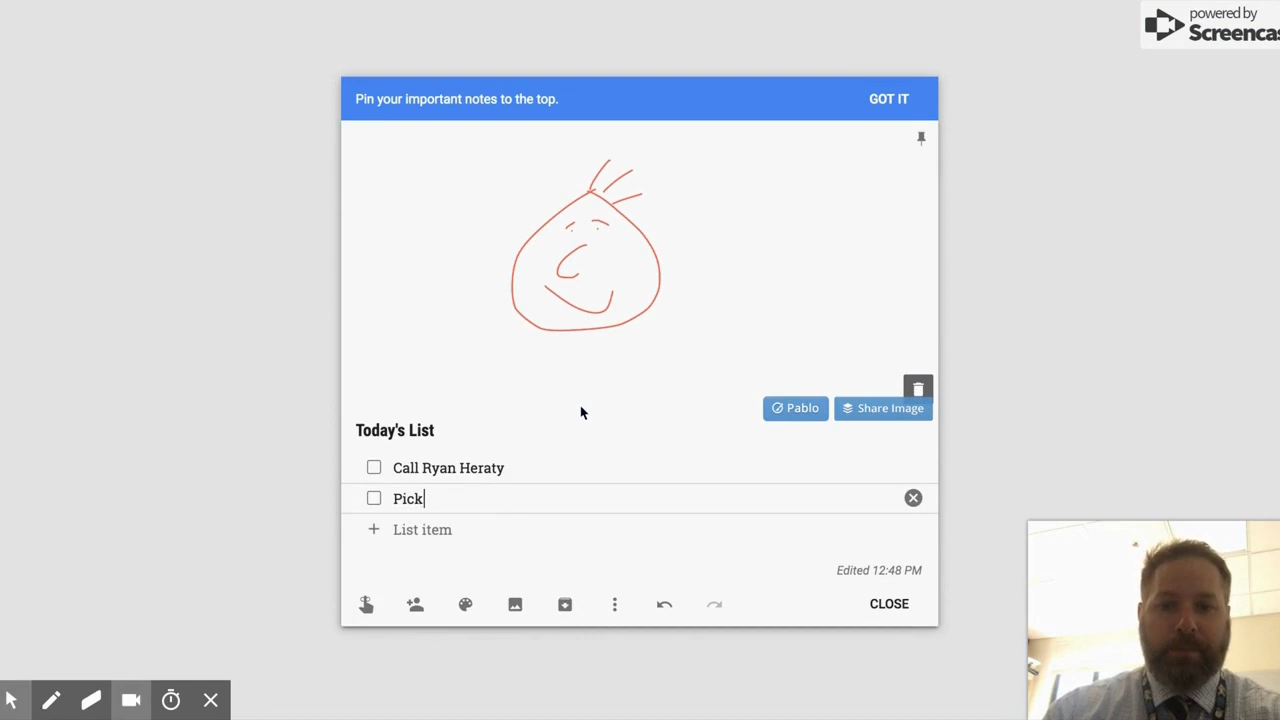 powered by
Screencas
Pin your important notes to the top.
GOT IT
Pablo
Share Image
Today's List
Call Ryan Heraty
Pick
List item
Edited 12:48 PM
CLOSE